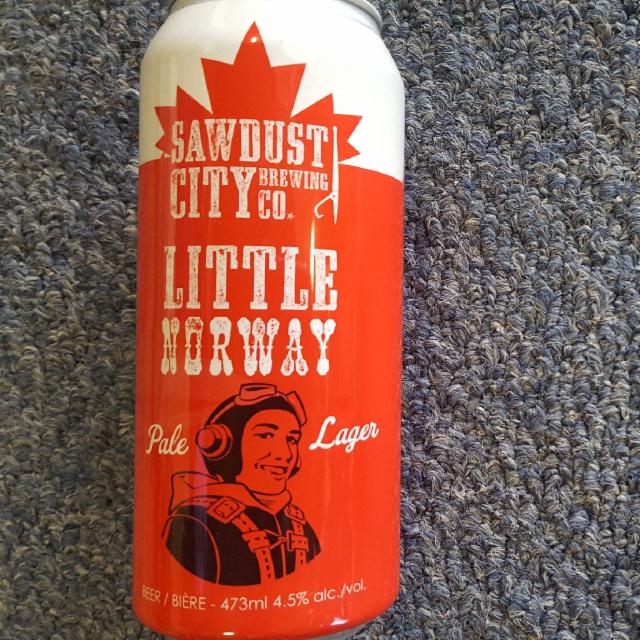 SAWDUST
CITY BREWING CO.
LITTLE
NORWAY
Pale Lager
BEER / BIÈRE - 473ml 4.5% alc./vol.